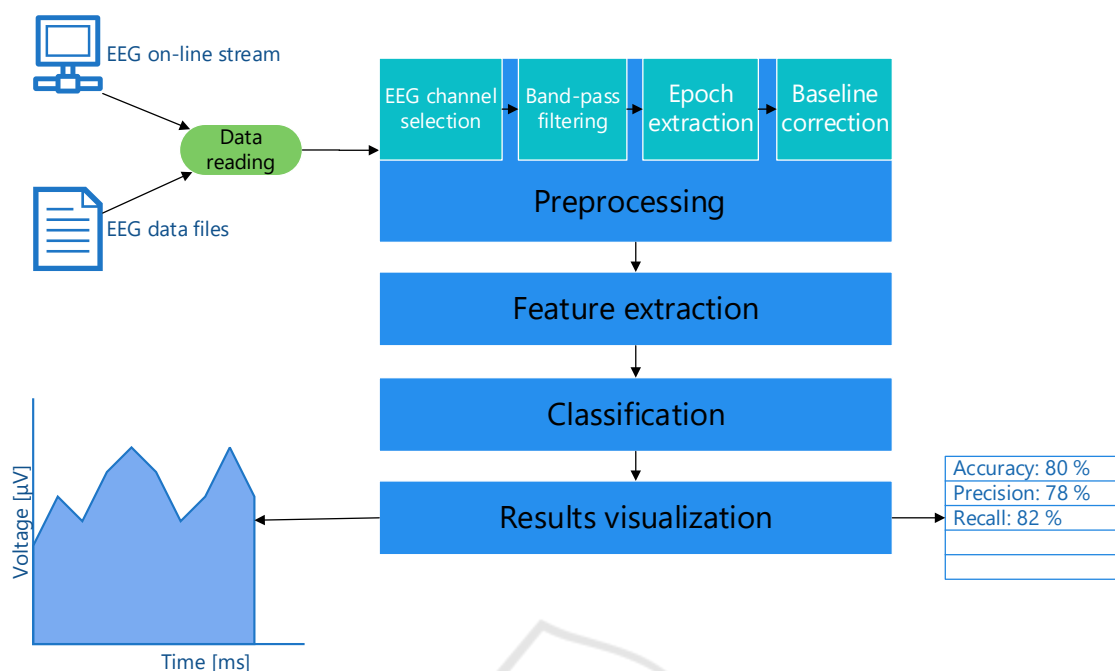 EEG on-line stream
EEG data files
Data
reading
EEG channel
selection
Band-pass
filtering
Epoch
extraction
Baseline
correction
Preprocessing
Feature extraction
Classification
Results visualization
Voltage [µV]
Time [ms]
Accuracy: 80 %
Precision: 78 %
Recall: 82 %